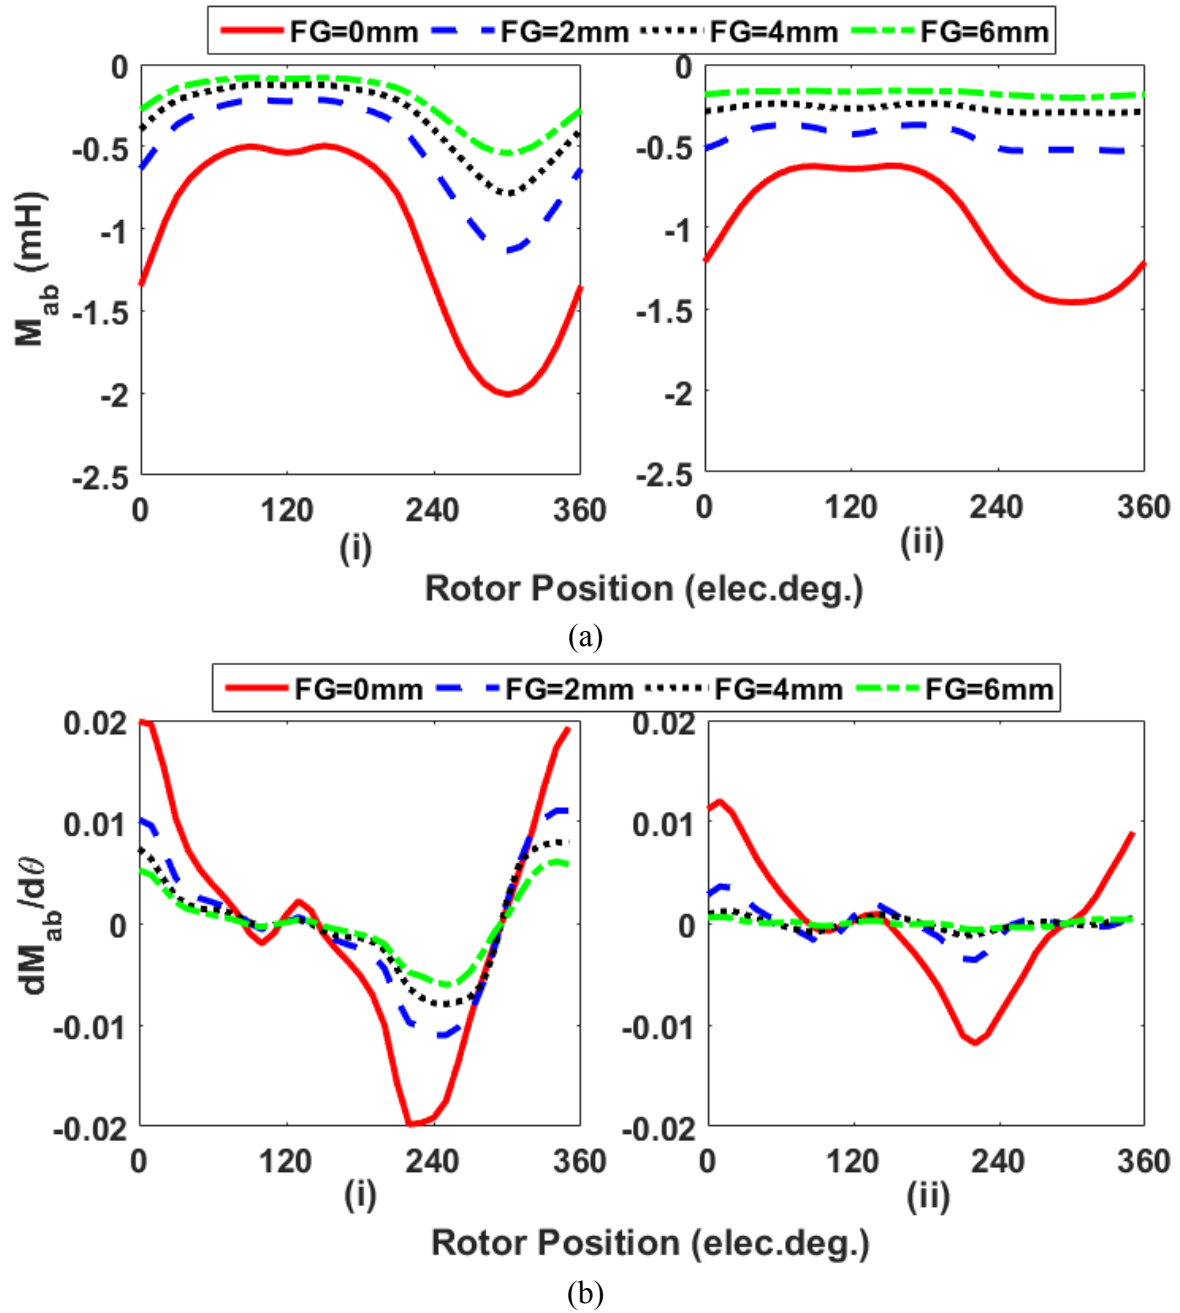 FG=0mm FG=2mm FG=4mm FG=6mm
0
-0.5
-1
-1.5
-2
-2.5
M_ab (mH)
0 120 240 360
(i)
0
-0.5
-1
-1.5
-2
-2.5
0 120 240 360
(ii)
Rotor Position (elec.deg.)
(a)
FG=0mm FG=2mm FG=4mm FG=6mm
0.02
0.01
0
-0.01
-0.02
dM_ab/dθ
0 120 240 360
(i)
0.02
0.01
0
-0.01
-0.02
0 120 240 360
(ii)
Rotor Position (elec.deg.)
(b)